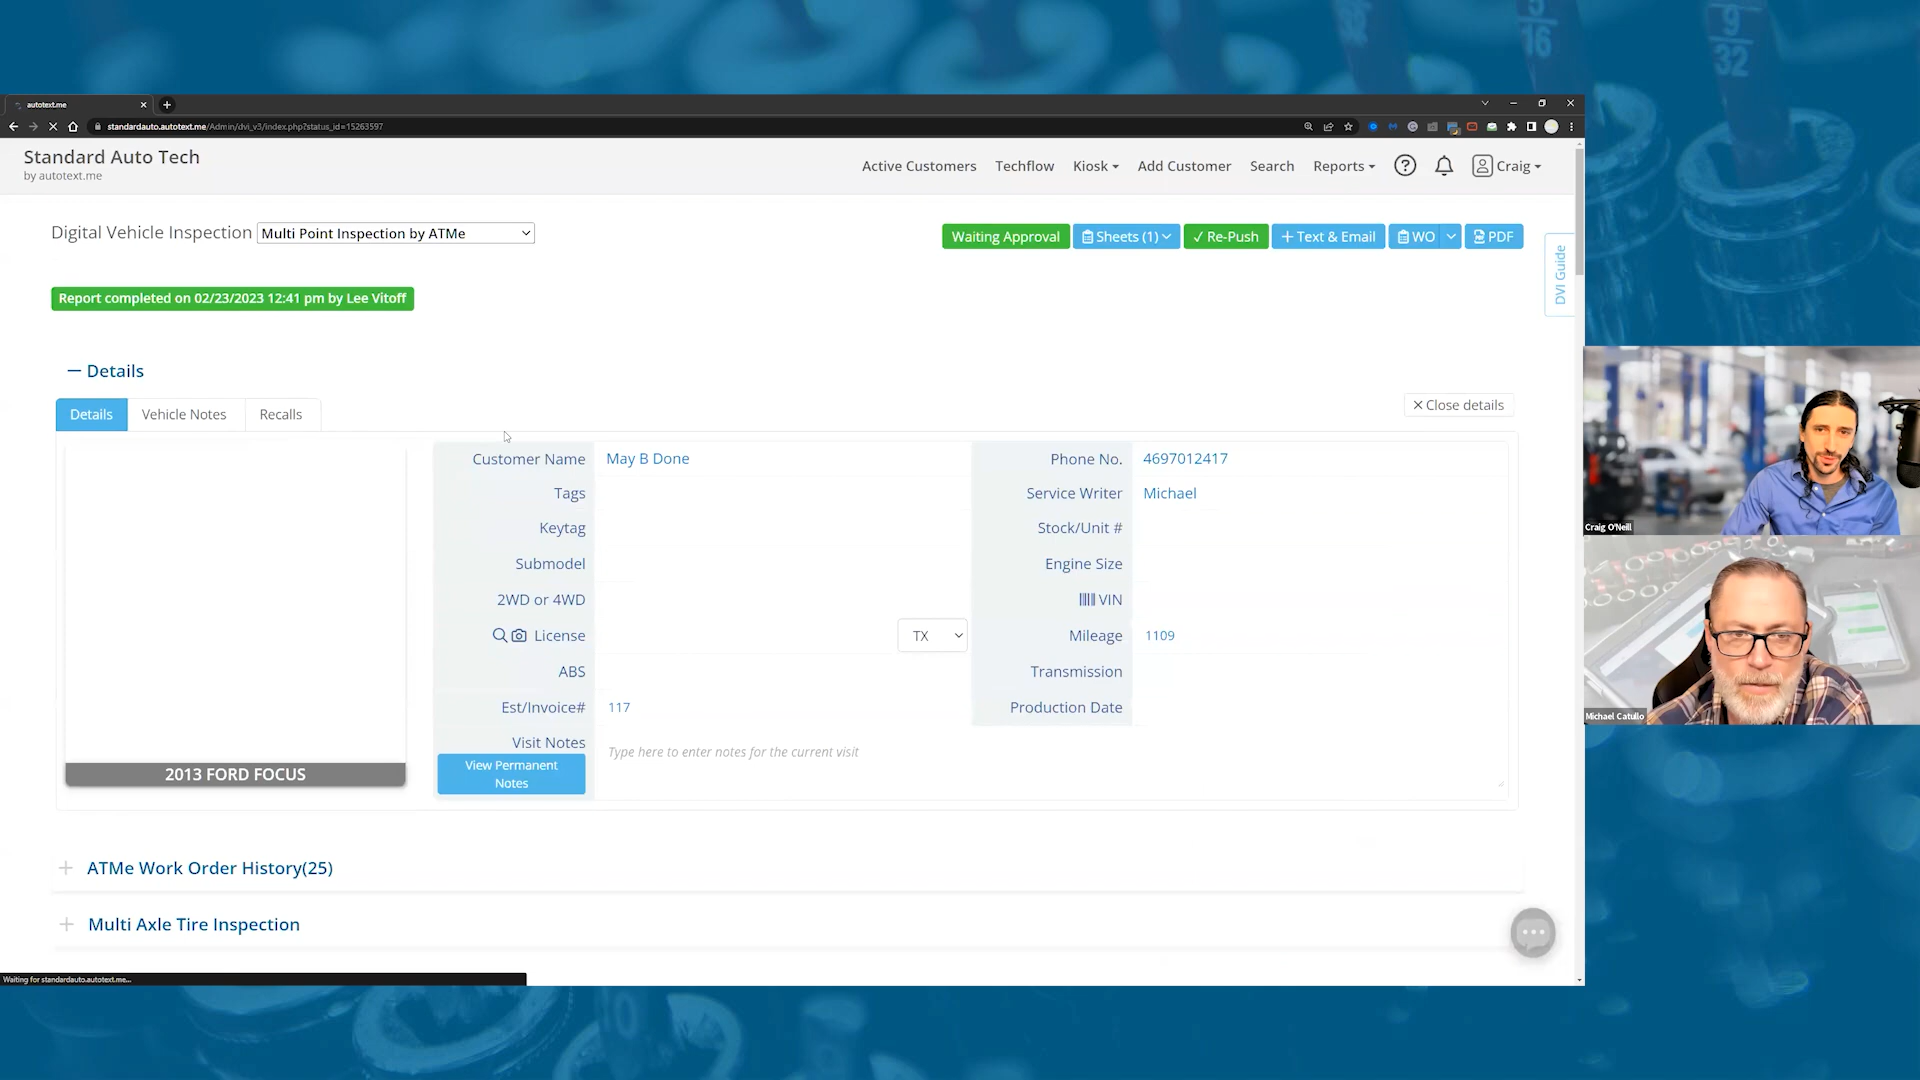 5
16
9
32
autotext.me
standardauto.autotext.me/Admin/dvi_v3/index.php?status_id=15263597
Standard Auto Tech
by autotext.me
Active Customers
Techflow
Kiosk
Add Customer
Search
Reports
?
Craig
Digital Vehicle Inspection
Multi Point Inspection by ATMe
Waiting Approval
Sheets (1)
✓ Re-Push
+ Text & Email
WO
PDF
DVI Guide
Report completed on 02/23/2023 12:41 pm by Lee Vitoff
Details
Details
Vehicle Notes
Recalls
Close details
Customer Name
May B Done
Phone No.
4697012417
Tags
Service Writer
Michael
Keytag
Stock/Unit #
Submodel
Engine Size
2WD or 4WD
VIN
License
TX
Mileage
1109
ABS
Transmission
Est/Invoice#
117
Production Date
Visit Notes
Type here to enter notes for the current visit
View Permanent
Notes
2013 FORD FOCUS
ATMe Work Order History(25)
Multi Axle Tire Inspection
Waiting for standardauto.autotext.me...
Craig O'Neill
Michael Catullo